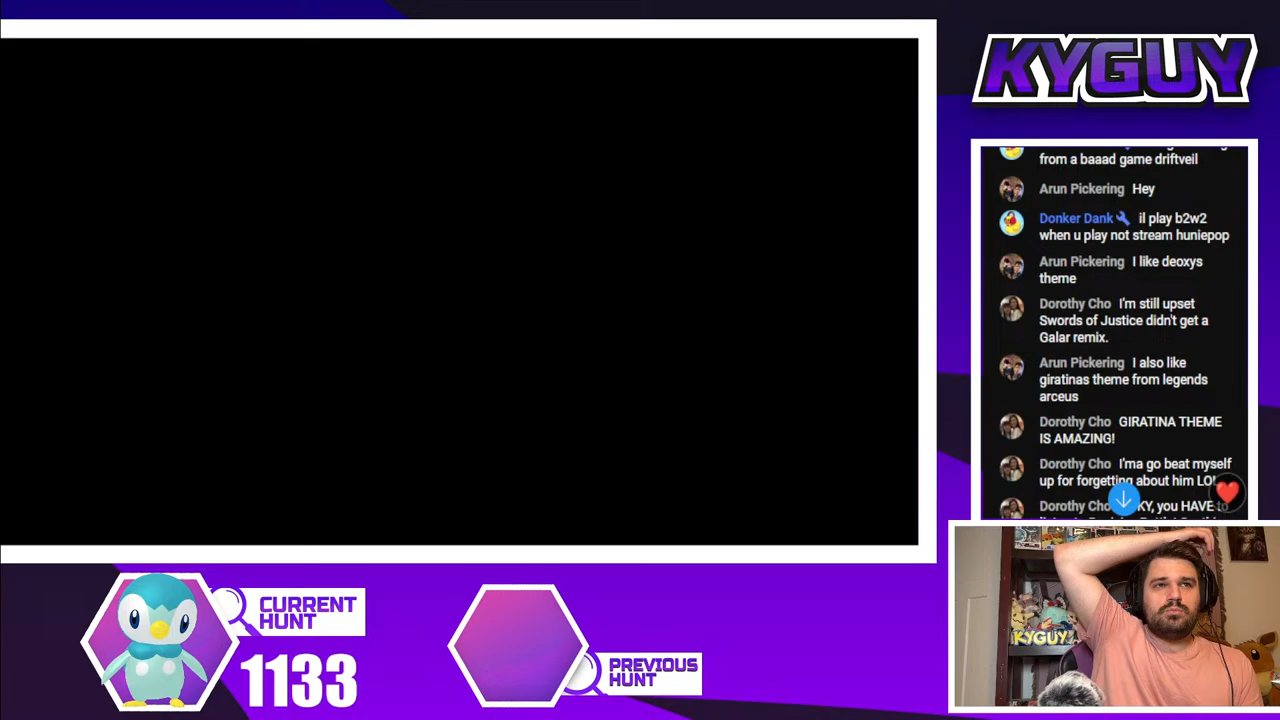 KYGUY
from a baaad game driftveil
Arun Pickering Hey
Donker Dank il play b2w2
when u play not stream huniepop
Arun Pickering I like deoxys
theme
Dorothy Cho I'm still upset
Swords of Justice didn't get a
Galar remix.
Arun Pickering I also like
giratinas theme from legends
arceus
Dorothy Cho GIRATINA THEME
IS AMAZING!
Dorothy Cho I'ma go beat myself
up for forgetting about him LOL
Dorothy Cho KY, you HAVE to
KYGUY
CURRENT
HUNT
1133
PREVIOUS
HUNT